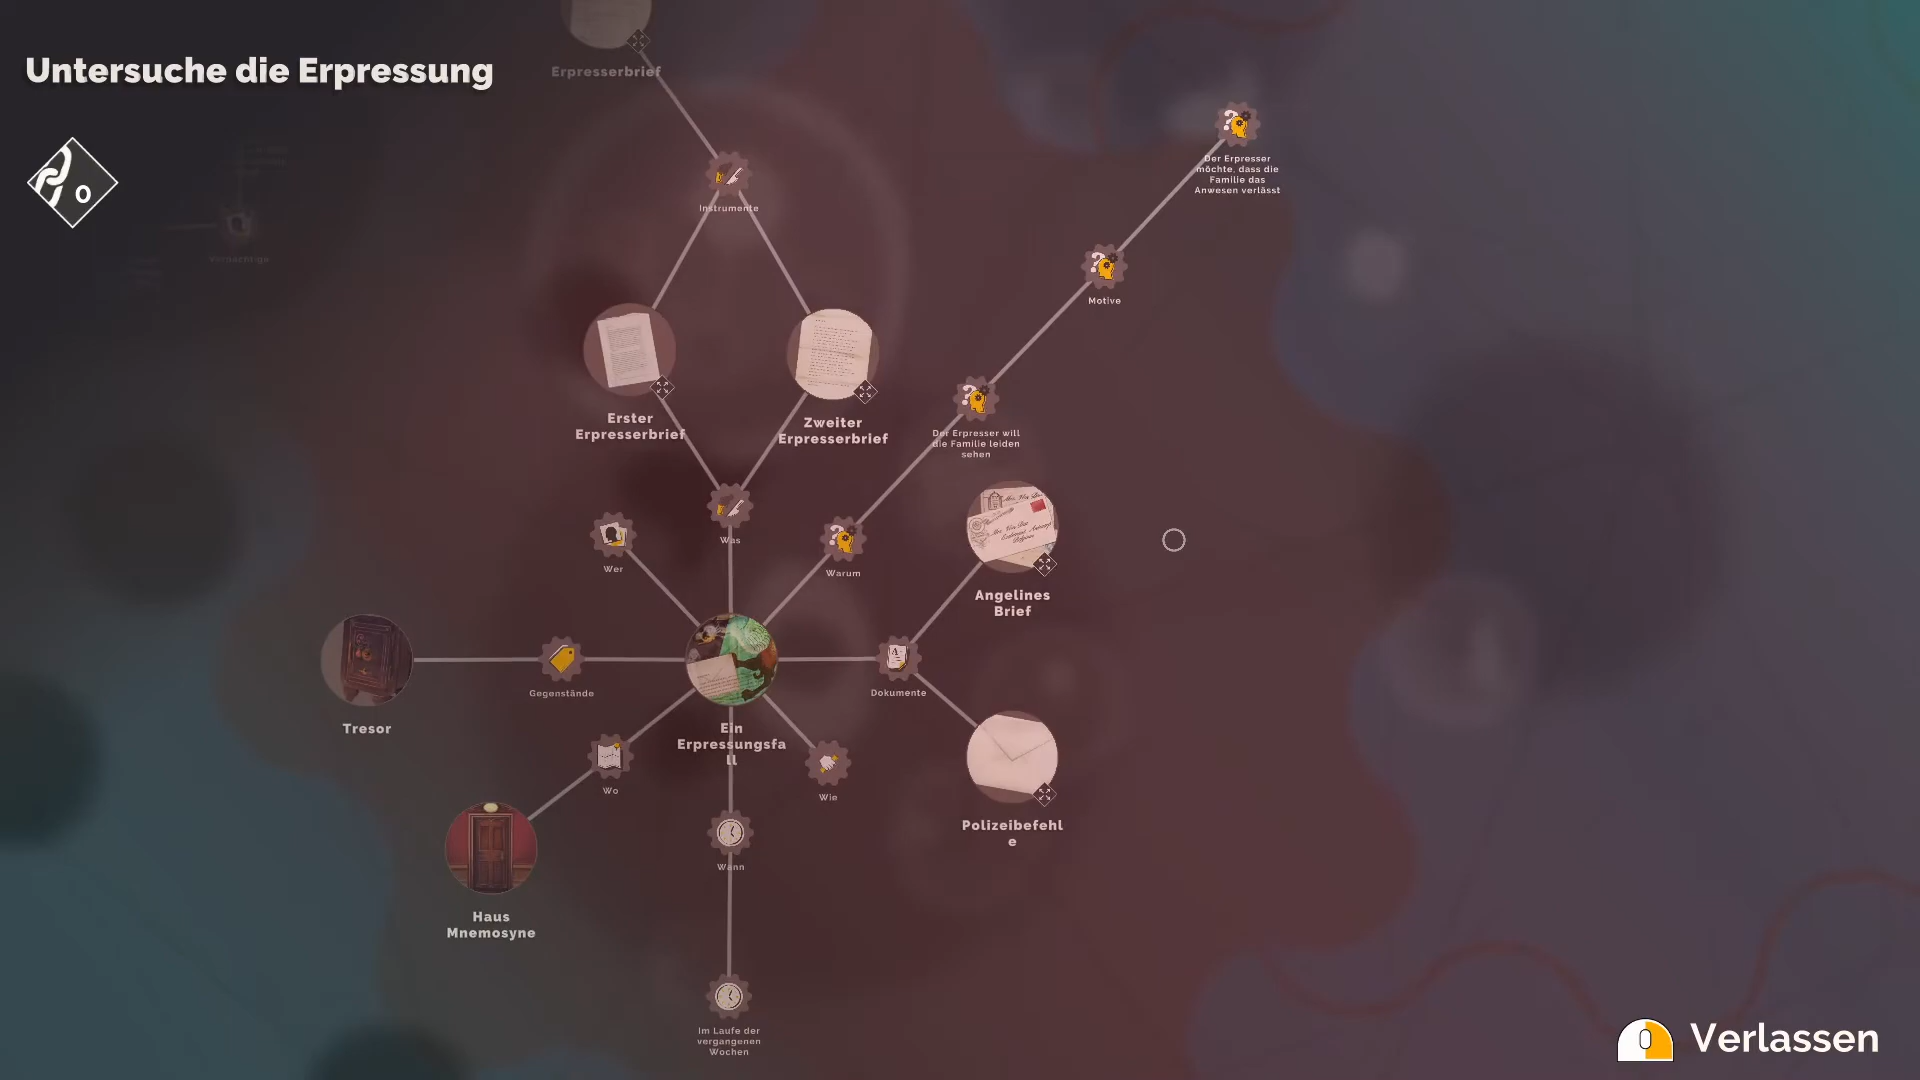 Erpresserbrief
Untersuche die Erpressung
0
Der Erpresser
möchte, dass die
Familie das
Anwesen verlässt
Instrumente
Verdächtige
Motive
Erster
Erpresserbrief
Zweiter
Erpresserbrief
Der Erpresser will
die Familie leiden
sehen
Was
Wer
Warum
Angelines
Brief
Gegenstände
Dokumente
Tresor
Ein
Erpressungsfa
ll
Wo
Wie
Polizeibefehl
e
Wann
Haus
Mnemosyne
Im Laufe der
vergangenen
Wochen
Verlassen